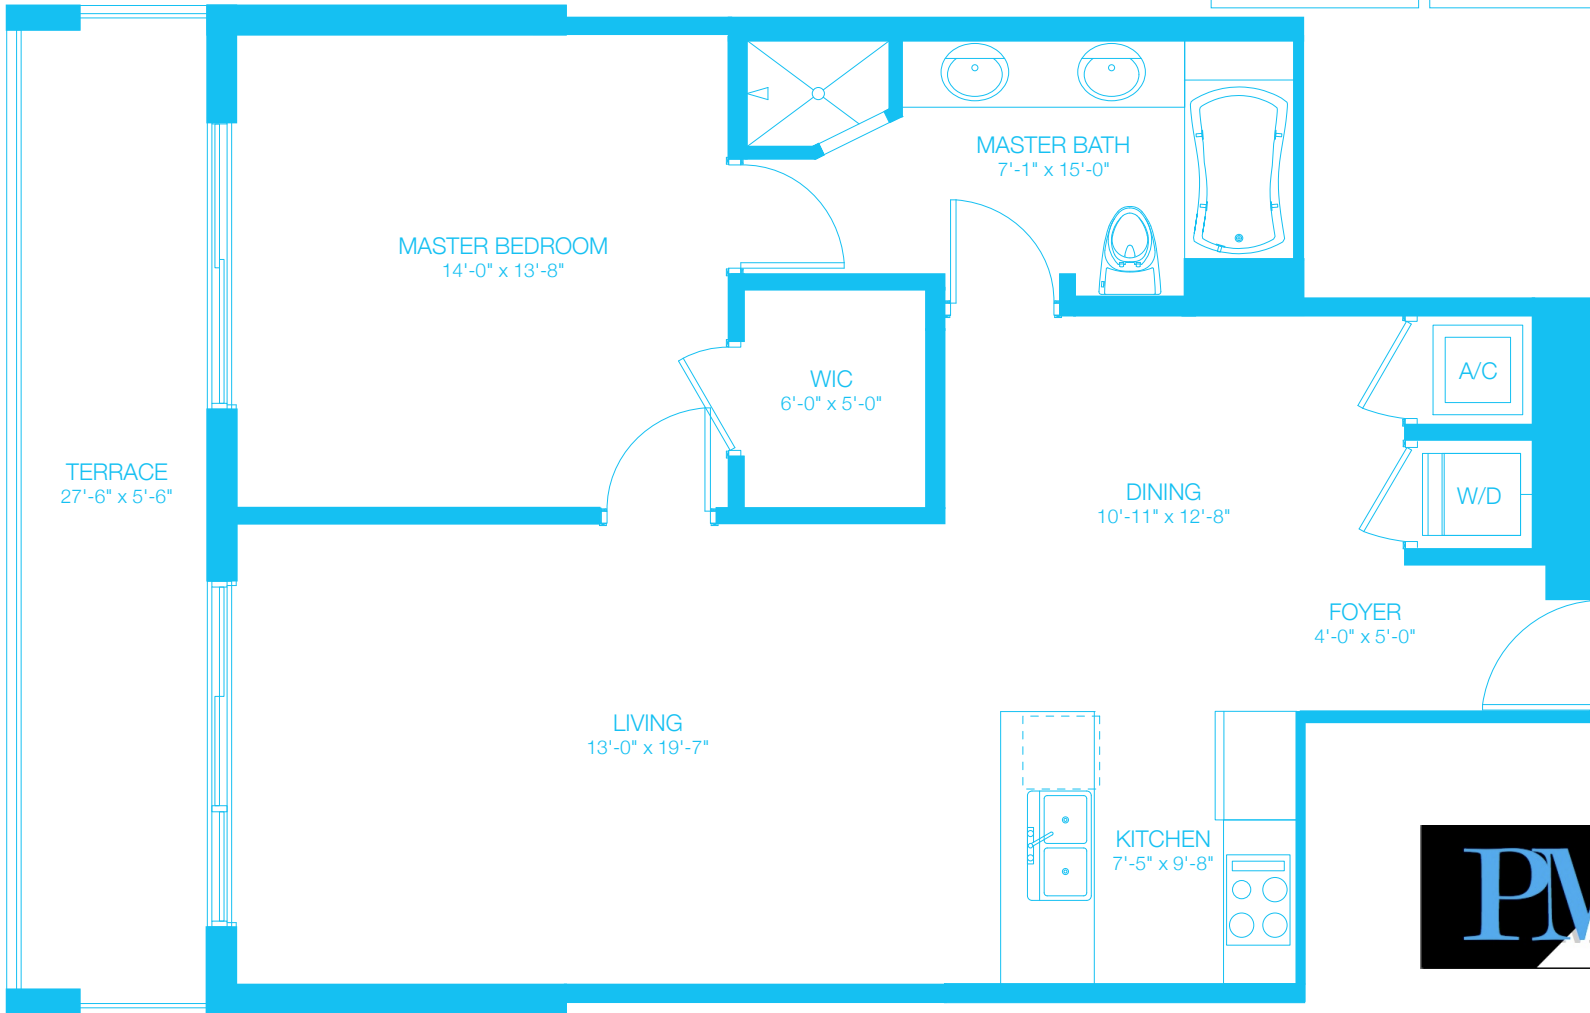 MASTER BATH
7'-1" x 15'-0"
MASTER BEDROOM
14'-0" x 13'-8"
WIC
6'-0" x 5'-0"
A/C
TERRACE
27'-6" x 5'-6"
DINING
10'-11" x 12'-8"
W/D
FOYER
4'-0" x 5'-0"
LIVING
13'-0" x 19'-7"
KITCHEN
7'-5" x 9'-8"